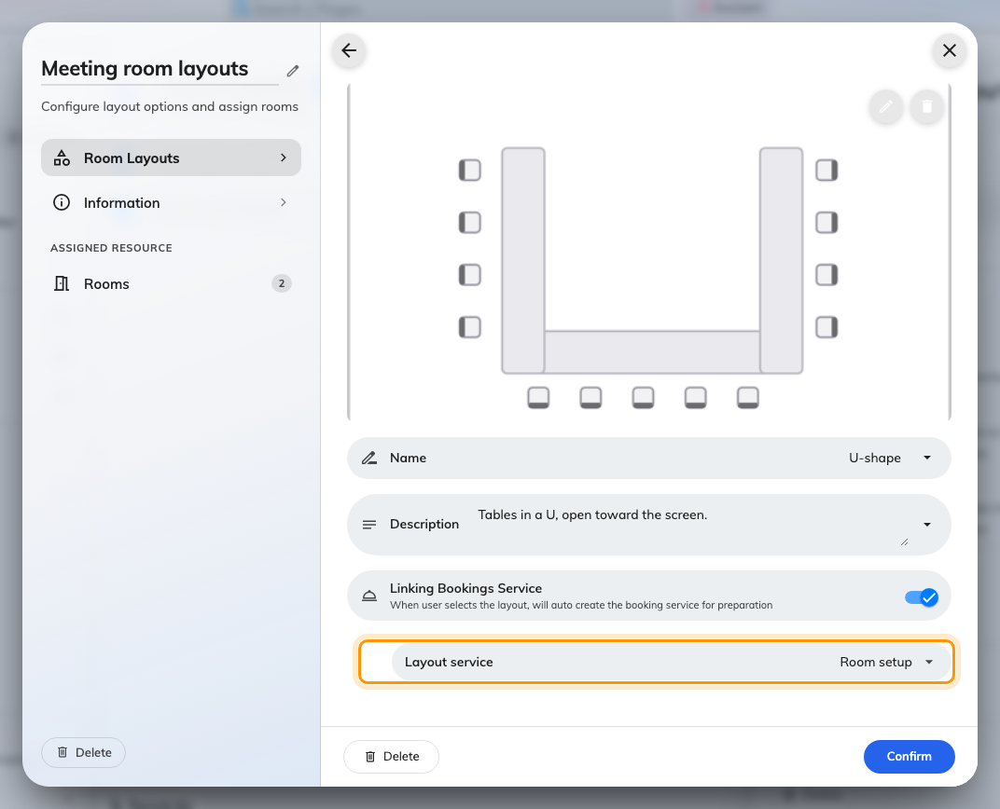 Meeting room layouts
Configure layout options and assign rooms
Room Layouts
Information
ASSIGNED RESOURCE
Rooms
2
Delete
Name
U-shape
Description
Tables in a U, open toward the screen.
Linking Bookings Service
When user selects the layout, will auto create the booking service for preparation
Layout service
Room setup
Delete
Confirm